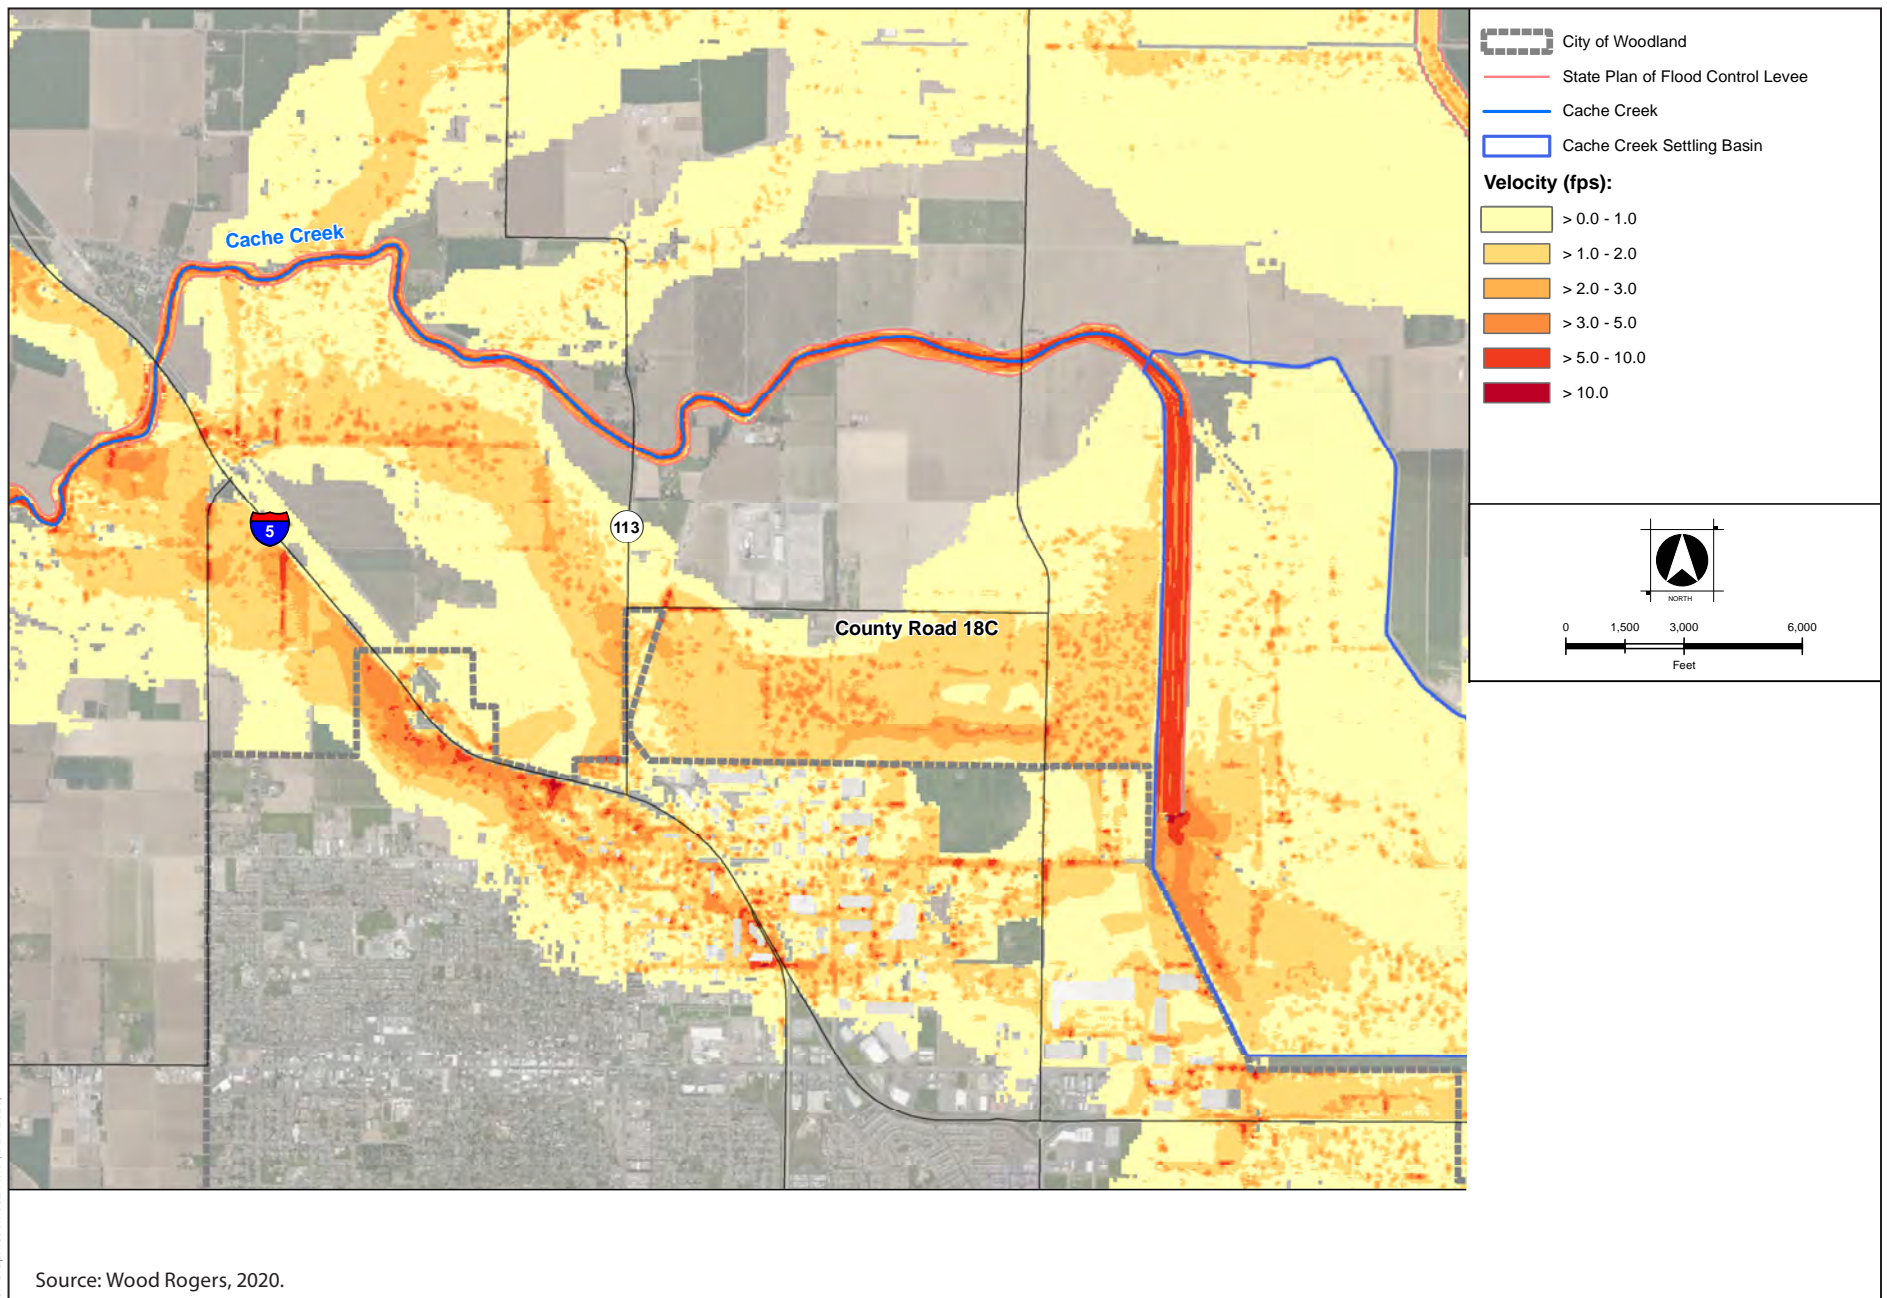 City of Woodland
State Plan of Flood Control Levee
Cache Creek
Cache Creek Settling Basin
Velocity (fps):
> 0.0 - 1.0
> 1.0 - 2.0
> 2.0 - 3.0
> 3.0 - 5.0
> 5.0 - 10.0
> 10.0
NORTH
0 1,500 3,000 6,000
Feet
Cache Creek
5
113
County Road 18C
Source: Wood Rogers, 2020.